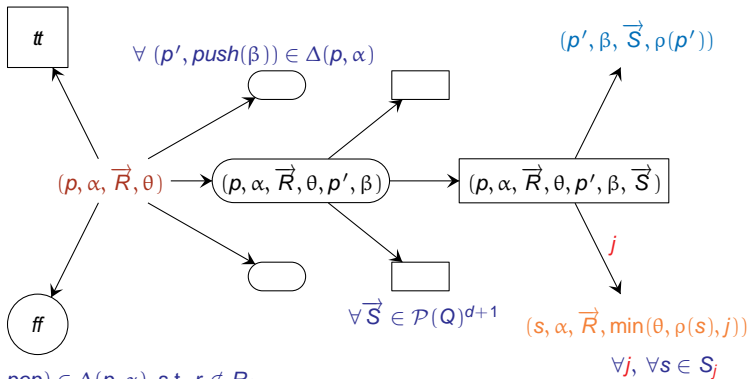 tt
∀ (p′, push(β)) ∈ Δ(p, α)
(p′, β, S⃗, ρ(p′))
(p, α, R⃗, θ)
(p, α, R⃗, θ, p′, β)
(p, α, R⃗, θ, p′, β, S⃗)
j
∀S⃗ ∈ 𝒫(Q)^{d+1}
ff
(s, α, R⃗, min(θ, ρ(s), j))
∀j, ∀s ∈ S_j